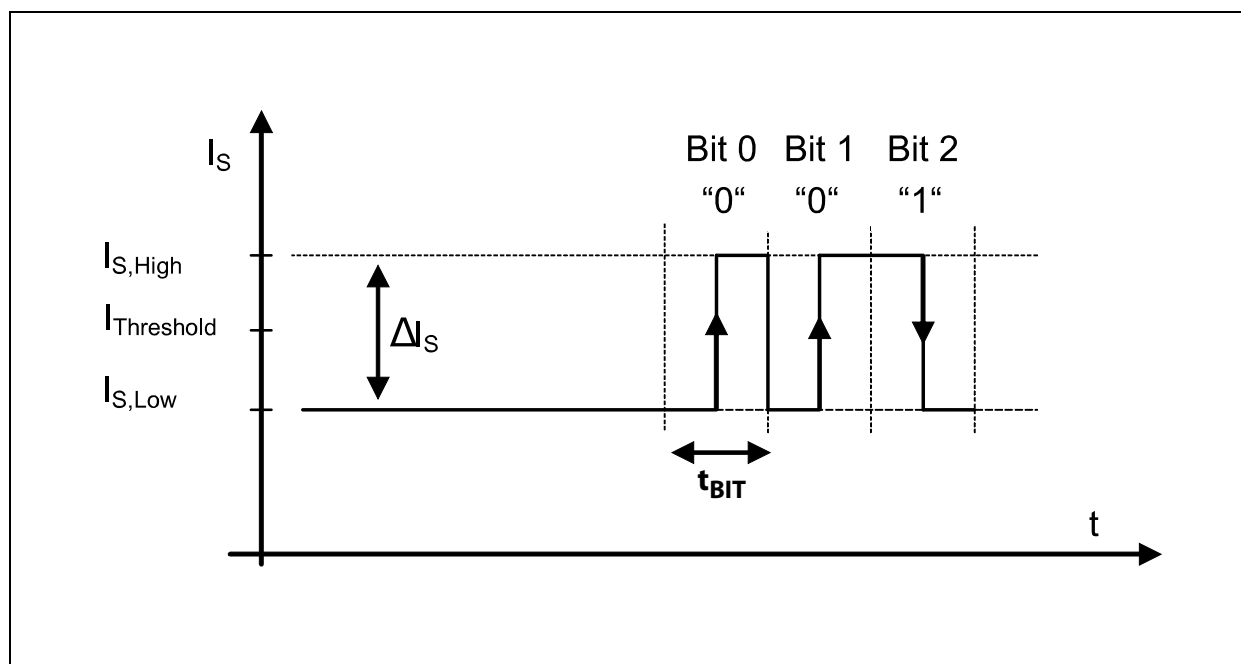 I_S
Bit 0 Bit 1 Bit 2
“0“ “0“ “1“
I_S,High
I_Threshold
ΔI_S
I_S,Low
t_BIT
t